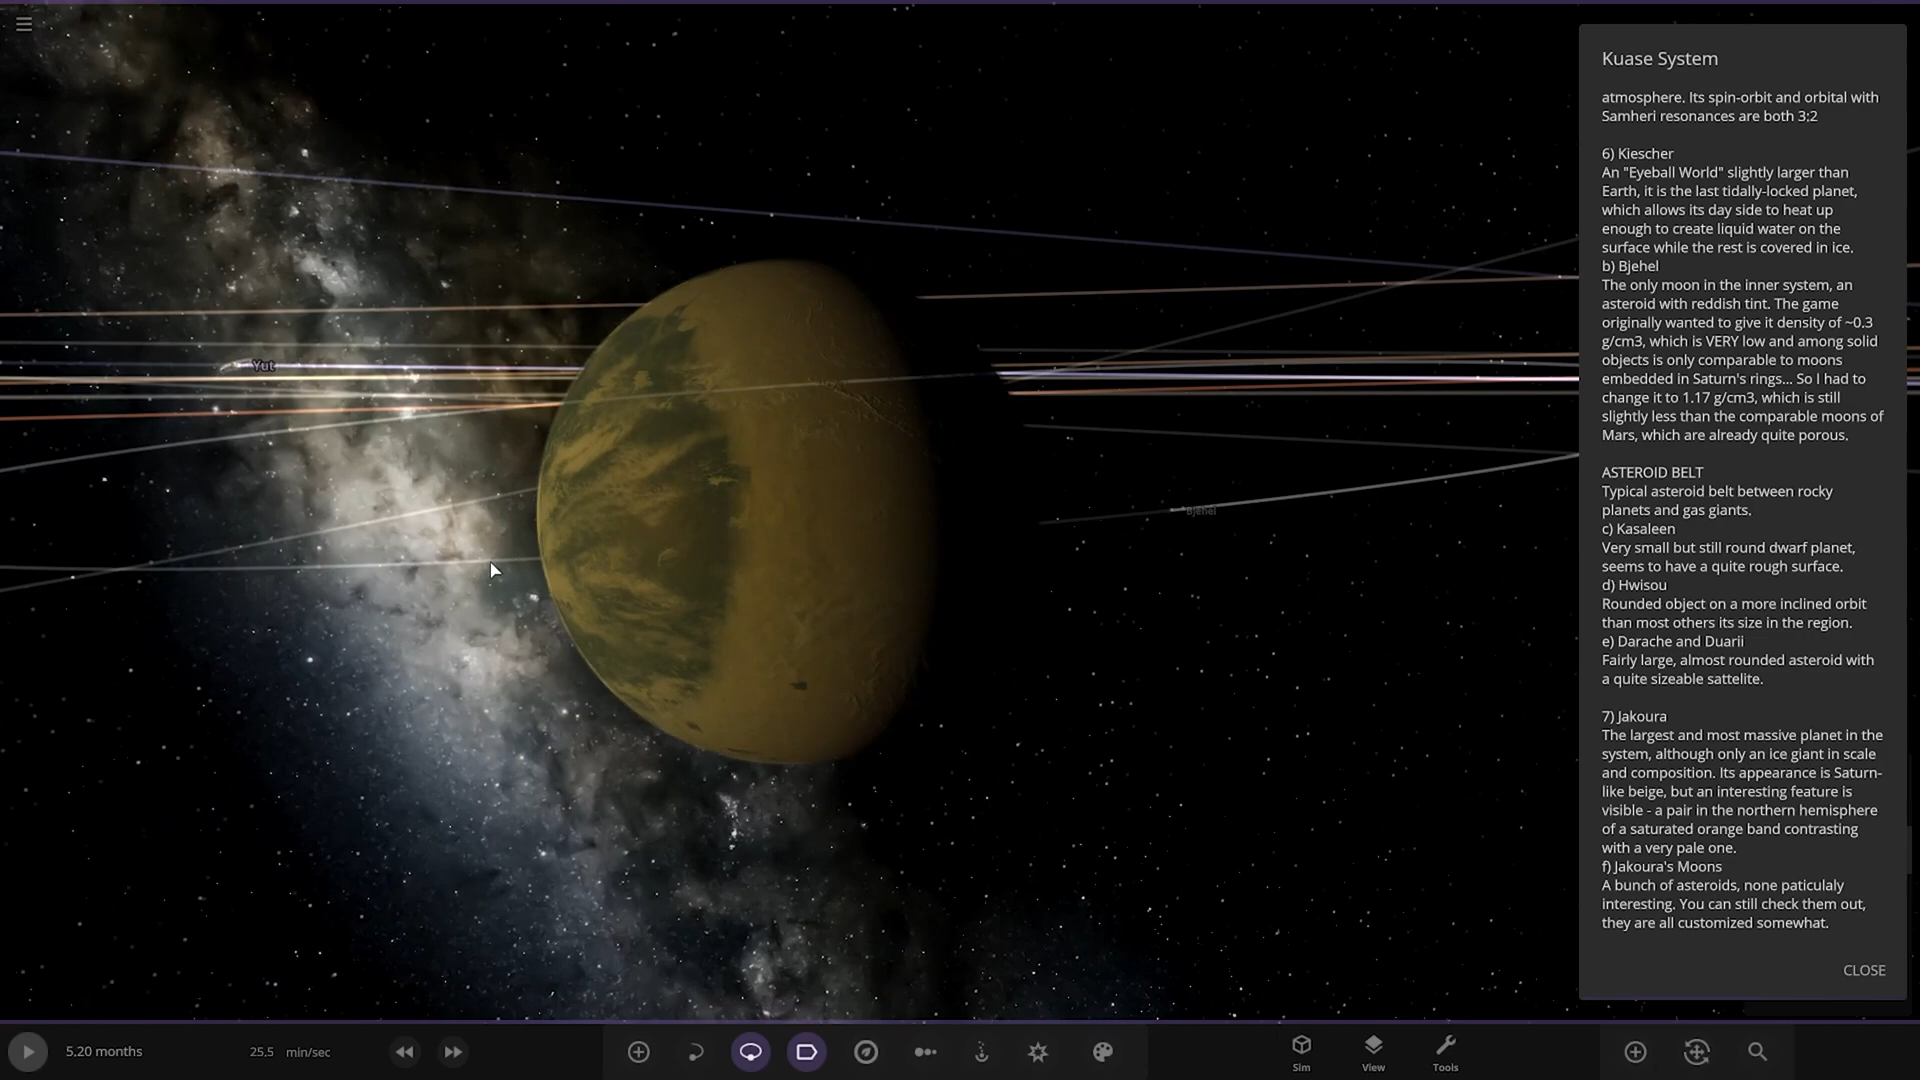 Kuase System
atmosphere. Its spin-orbit and orbital with
Samheri resonances are both 3:2
6) Kiescher
An "Eyeball World" slightly larger than
Earth, it is the last tidally-locked planet,
which allows its day side to heat up
enough to create liquid water on the
surface while the rest is covered in ice.
b) Bjehel
The only moon in the inner system, an
asteroid with reddish tint. The game
originally wanted to give it density of ~0.3
g/cm3, which is VERY low and among solid
objects is only comparable to moons
embedded in Saturn's rings... So I had to
change it to 1.17 g/cm3, which is still
slightly less than the comparable moons of
Mars, which are already quite porous.
ASTEROID BELT
Typical asteroid belt between rocky
planets and gas giants.
c) Kasaleen
Very small but still round dwarf planet,
seems to have a quite rough surface.
d) Hwisou
Rounded object on a more inclined orbit
than most others its size in the region.
e) Darache and Duarii
Fairly large, almost rounded asteroid with
a quite sizeable sattelite.
7) Jakoura
The largest and most massive planet in the
system, although only an ice giant in scale
and composition. Its appearance is Saturn-
like beige, but an interesting feature is
visible - a pair in the northern hemisphere
of a saturated orange band contrasting
with a very pale one.
f) Jakoura's Moons
A bunch of asteroids, none paticulaly
interesting. You can still check them out,
they are all customized somewhat.
CLOSE
Yut
Bjehel
5.20 months
25.5 min/sec
Sim
View
Tools